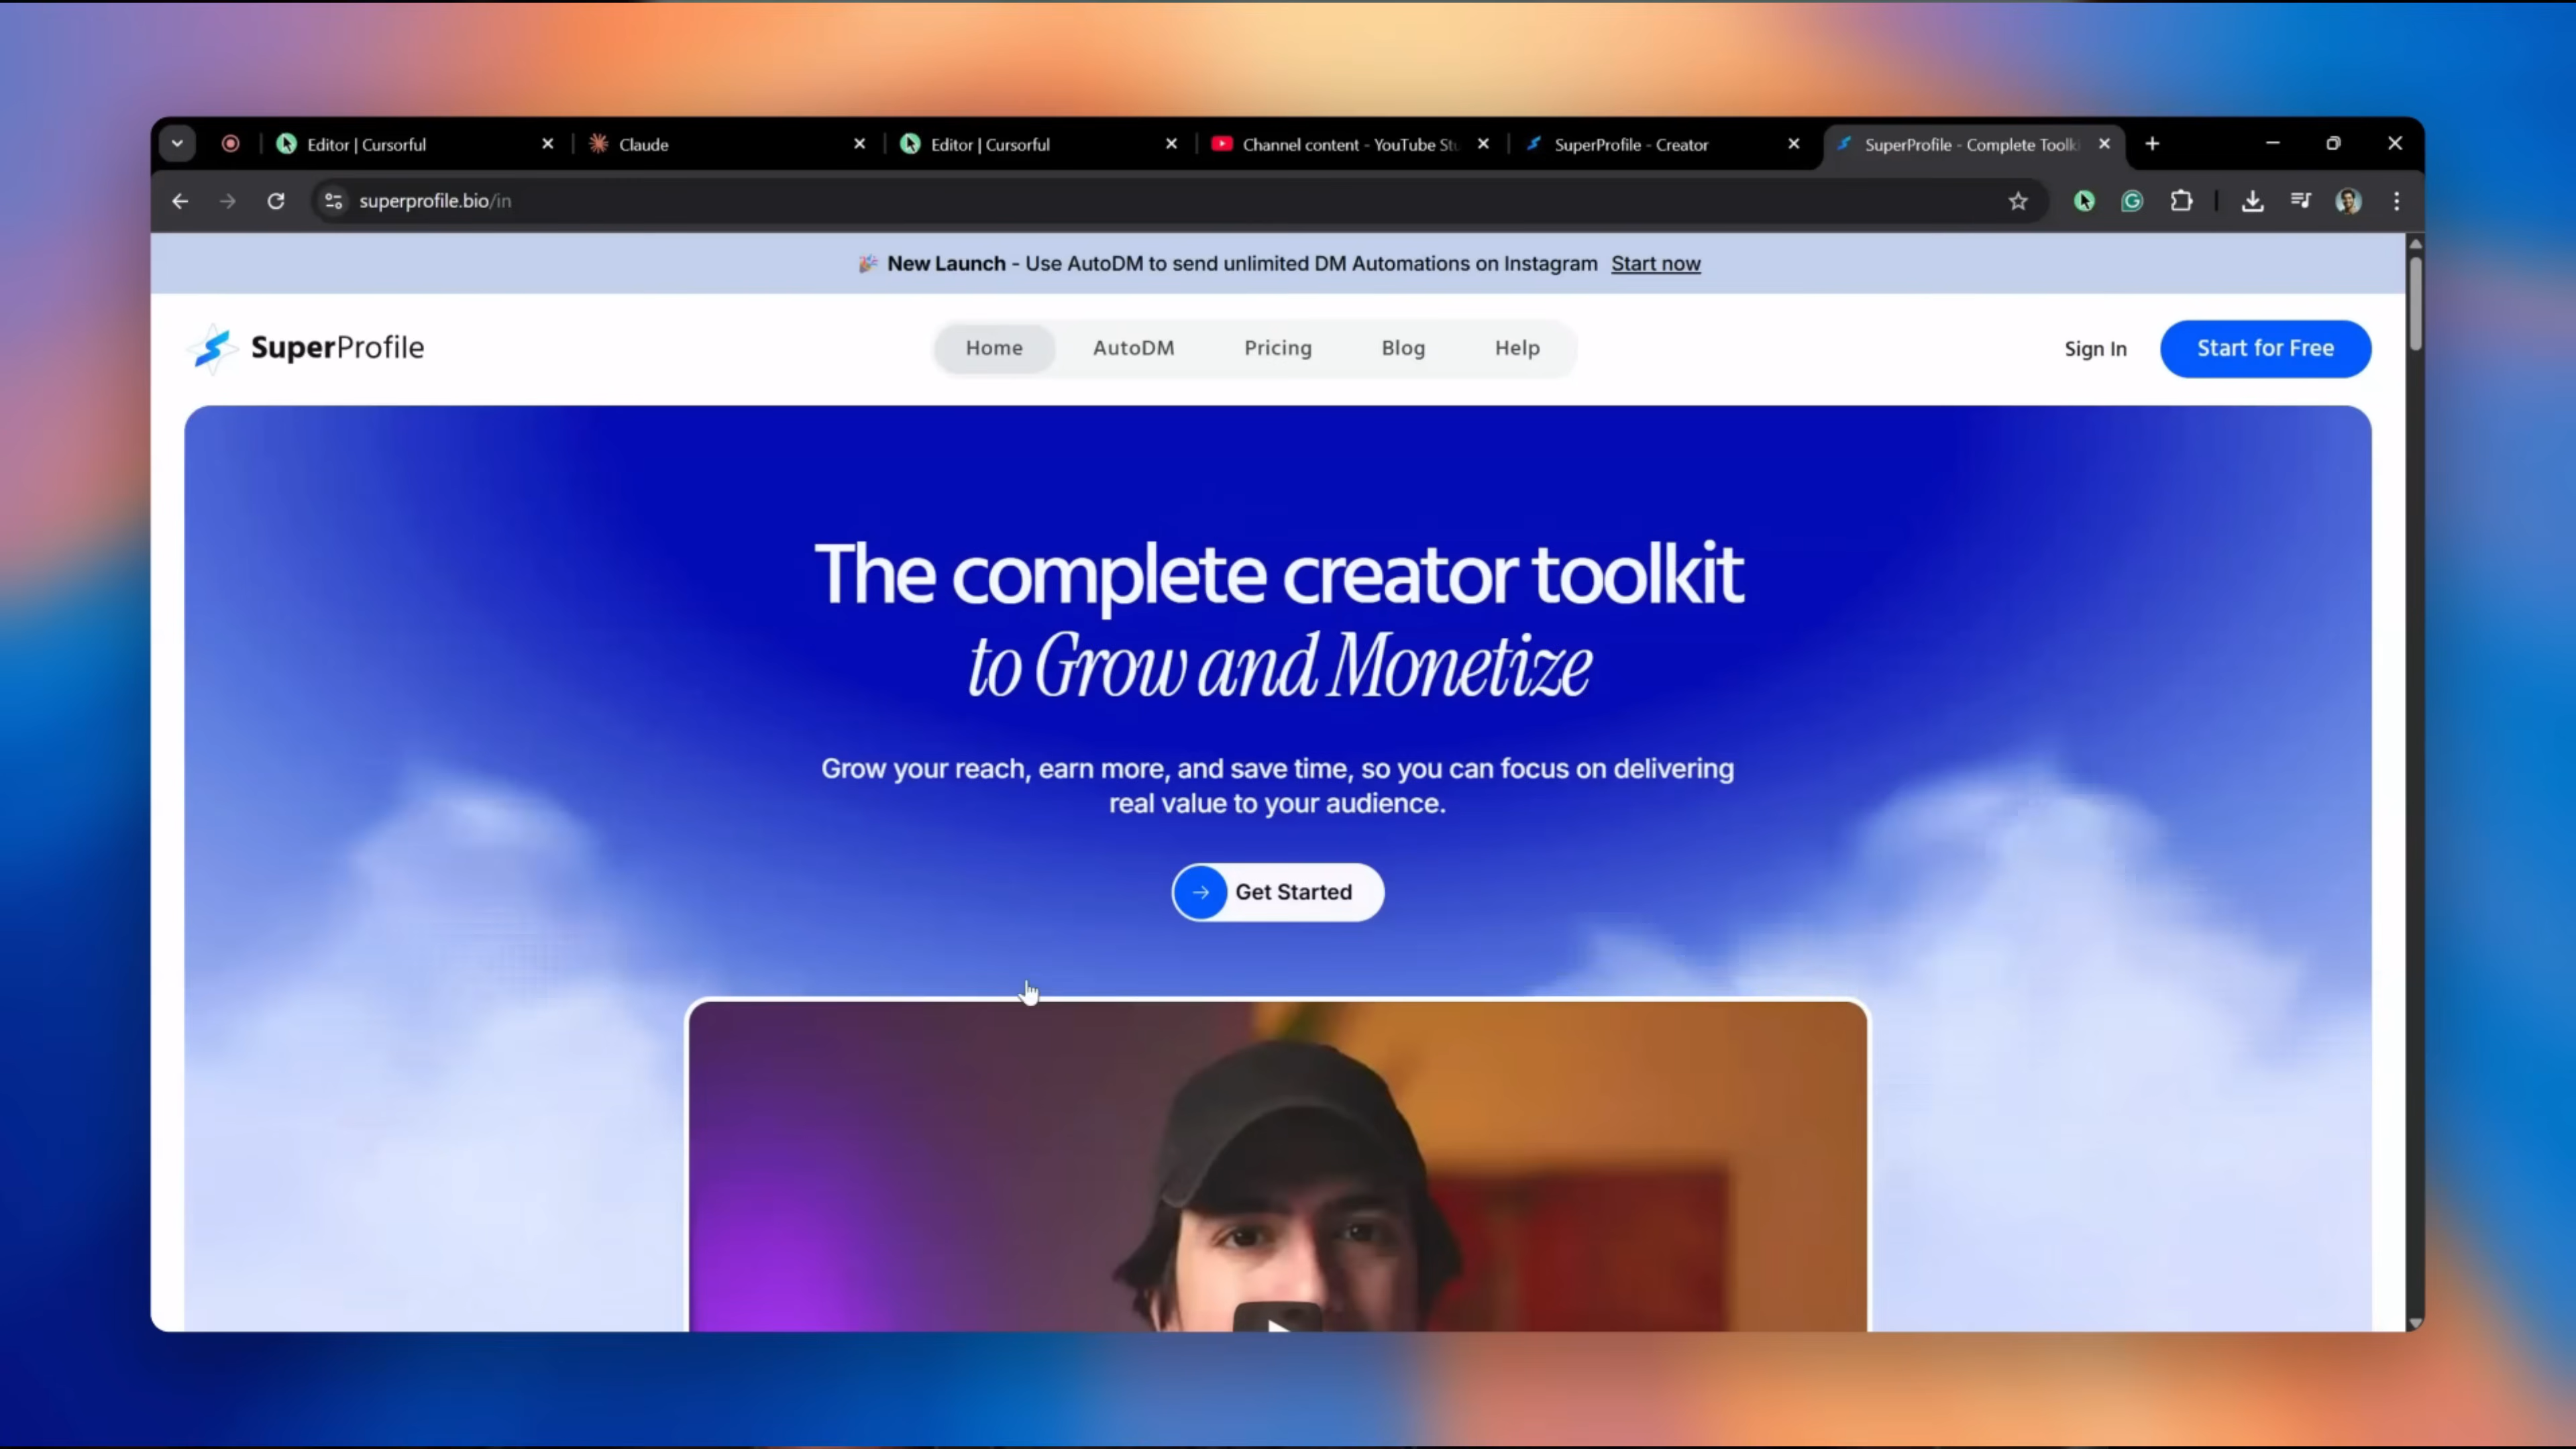 Editor | Cursorful
Claude
Editor | Cursorful
Channel content - YouTube Stu
SuperProfile - Creator
SuperProfile - Complete Toolki
superprofile.bio/in
🎉 New Launch - Use AutoDM to send unlimited DM Automations on Instagram Start now
SuperProfile
Home
AutoDM
Pricing
Blog
Help
Sign In
Start for Free
The complete creator toolkit
to Grow and Monetize
Grow your reach, earn more, and save time, so you can focus on delivering
real value to your audience.
Get Started